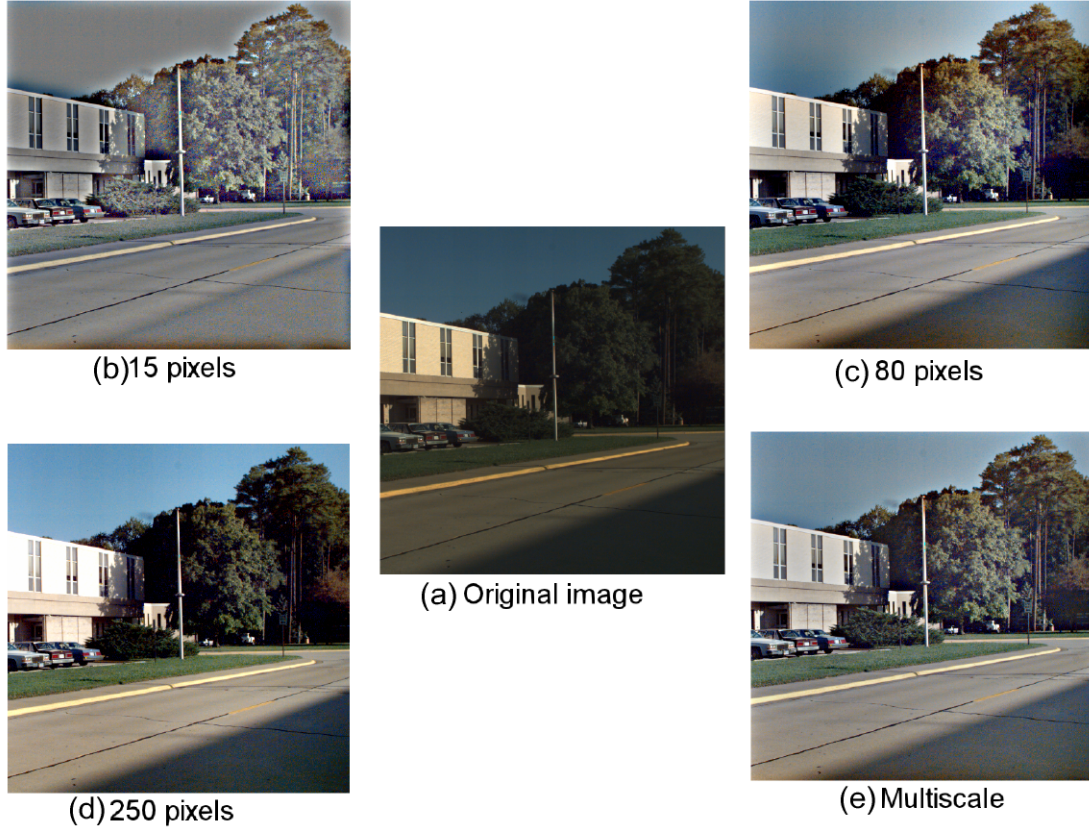 (b)15 pixels
(c) 80 pixels
(a) Original image
(d) 250 pixels
(e) Multiscale